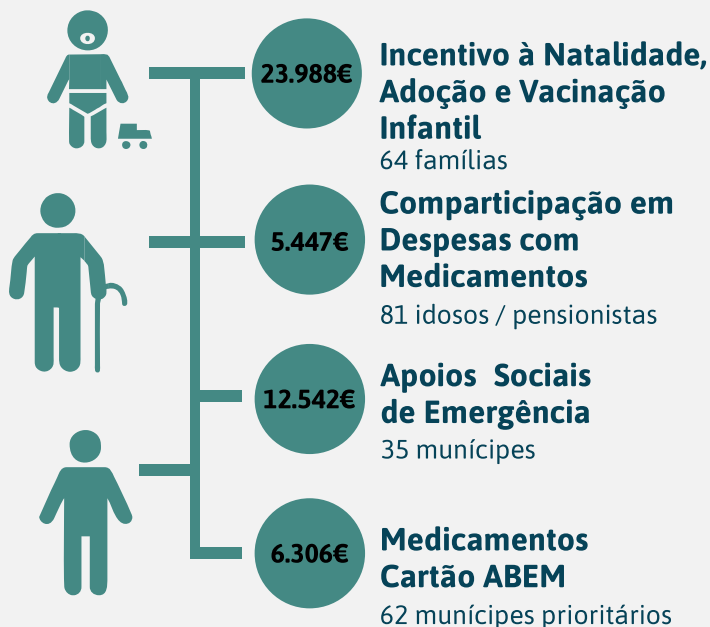 23.988€
Incentivo à Natalidade,
Adoção e Vacinação
Infantil
64 famílias
5.447€
Comparticipação em
Despesas com
Medicamentos
81 idosos / pensionistas
12.542€
Apoios Sociais
de Emergência
35 munícipes
6.306€
Medicamentos
Cartão ABEM
62 munícipes prioritários